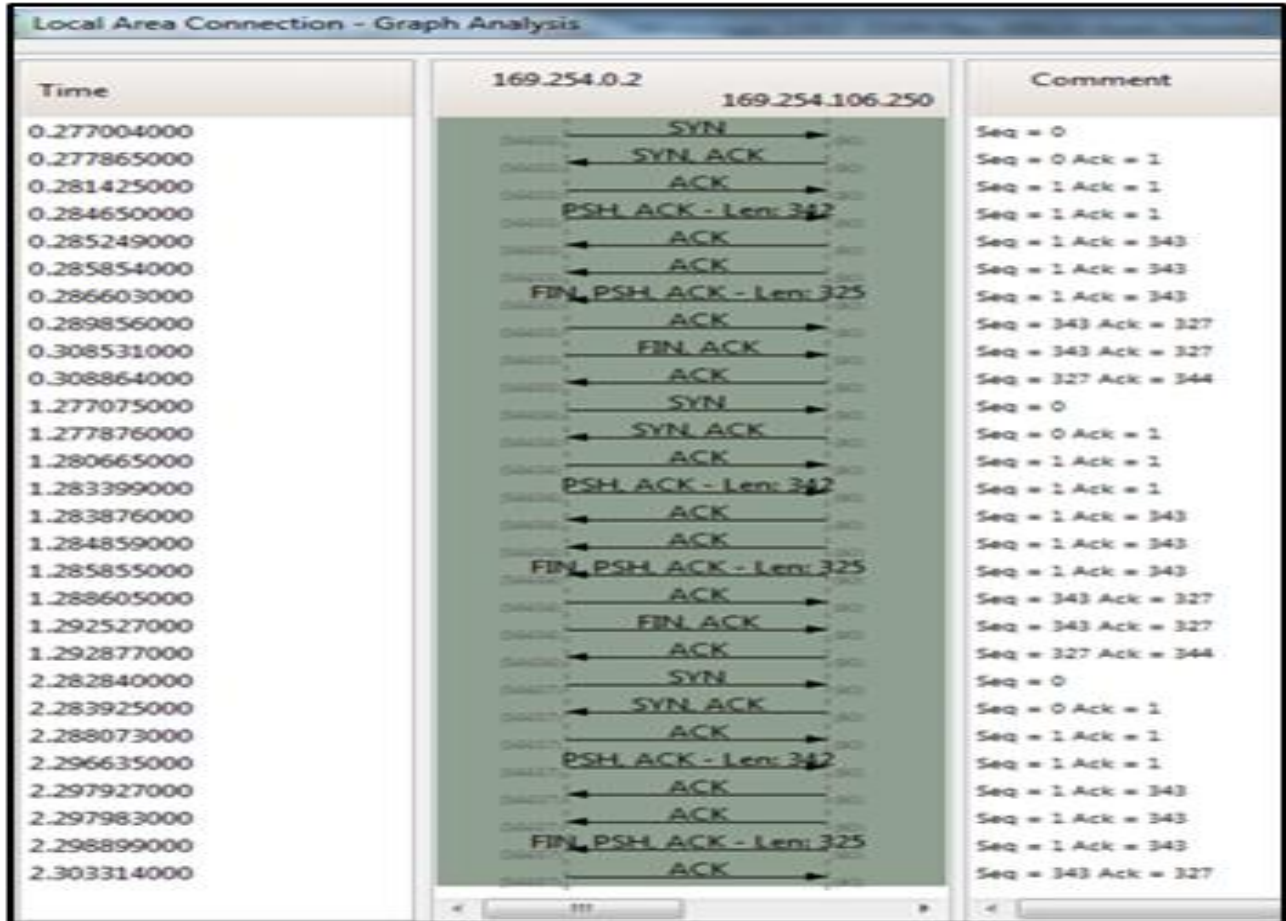 Local Area Connection - Graph Analysis
Time 169.254.0.2 169.254.106.250 Comment
0.277004000 SYN Seq = 0
0.277865000 SYN, ACK Seq = 0 Ack = 1
0.281425000 ACK Seq = 1 Ack = 1
0.284650000 PSH, ACK - Len: 342 Seq = 1 Ack = 1
0.285249000 ACK Seq = 1 Ack = 343
0.285854000 ACK Seq = 1 Ack = 343
0.286603000 FIN, PSH, ACK - Len: 325 Seq = 1 Ack = 343
0.289856000 ACK Seq = 343 Ack = 327
0.308531000 FIN, ACK Seq = 343 Ack = 327
0.308864000 ACK Seq = 327 Ack = 344
1.277075000 SYN Seq = 0
1.277876000 SYN, ACK Seq = 0 Ack = 1
1.280665000 ACK Seq = 1 Ack = 1
1.283399000 PSH, ACK - Len: 342 Seq = 1 Ack = 1
1.283876000 ACK Seq = 1 Ack = 343
1.284859000 ACK Seq = 1 Ack = 343
1.285855000 FIN, PSH, ACK - Len: 325 Seq = 1 Ack = 343
1.288605000 ACK Seq = 343 Ack = 327
1.292527000 FIN, ACK Seq = 343 Ack = 327
1.292877000 ACK Seq = 327 Ack = 344
2.282840000 SYN Seq = 0
2.283925000 SYN, ACK Seq = 0 Ack = 1
2.288073000 ACK Seq = 1 Ack = 1
2.296635000 PSH, ACK - Len: 342 Seq = 1 Ack = 1
2.297927000 ACK Seq = 1 Ack = 343
2.297983000 ACK Seq = 1 Ack = 343
2.298899000 FIN, PSH, ACK - Len: 325 Seq = 1 Ack = 343
2.303314000 ACK Seq = 343 Ack = 327